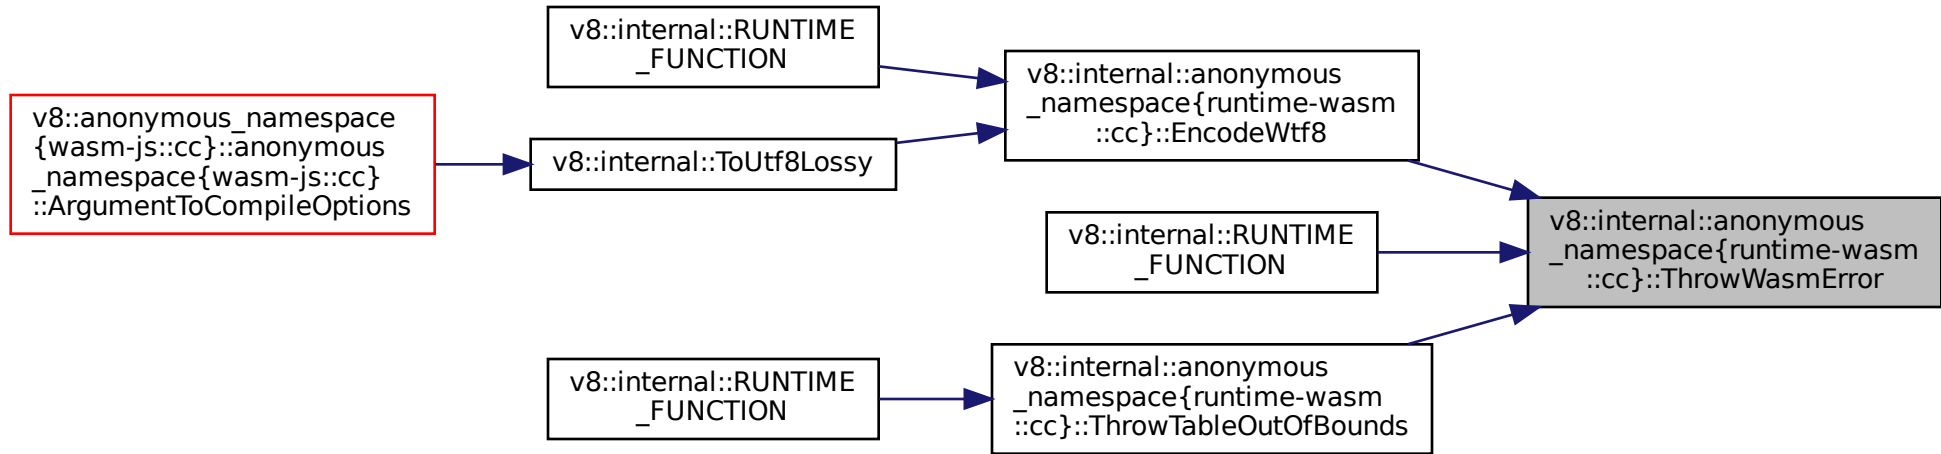 v8::internal::RUNTIME
_FUNCTION
v8::anonymous_namespace
{wasm-js::cc}::anonymous
_namespace{wasm-js::cc}
::ArgumentToCompileOptions
v8::internal::ToUtf8Lossy
v8::internal::anonymous
_namespace{runtime-wasm
::cc}::EncodeWtf8
v8::internal::RUNTIME
_FUNCTION
v8::internal::anonymous
_namespace{runtime-wasm
::cc}::ThrowWasmError
v8::internal::RUNTIME
_FUNCTION
v8::internal::anonymous
_namespace{runtime-wasm
::cc}::ThrowTableOutOfBounds